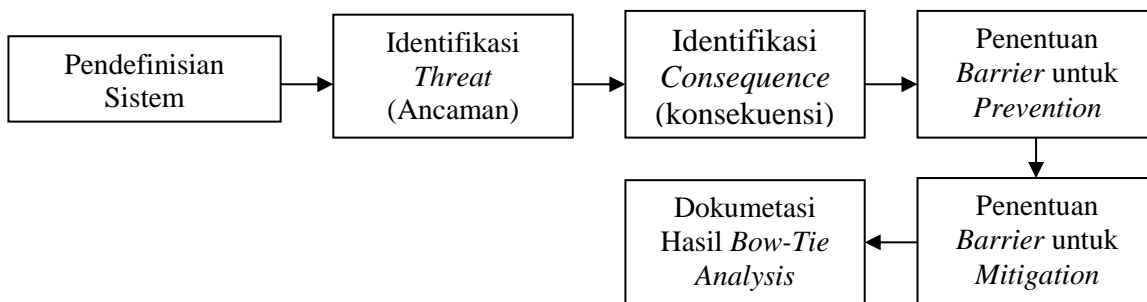 Pendefinisian
Sistem
Identifikasi
Threat
(Ancaman)
Identifikasi
Consequence
(konsekuensi)
Penentuan
Barrier untuk
Prevention
Penentuan
Barrier untuk
Mitigation
Dokumetasi
Hasil Bow-Tie
Analysis